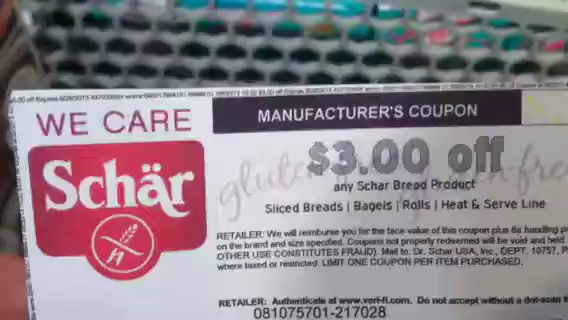 WE CARE
Schär
MANUFACTURER'S COUPON
$3.00 off
any Schar Bread Product
Sliced Breads | Bagels | Rolls | Heat & Serve Line
RETAILER: We will reimburse you for the face value of this coupon plus 8¢ handling
on the brand and size specified. Coupons not properly redeemed will be void and held
OTHER USE CONSTITUTES FRAUD). Mail to: Dr. Schar USA, Inc., DEPT. 10757,
where taxed or restricted. LIMIT ONE COUPON PER ITEM PURCHASED.
RETAILER: Authenticate at www.veri-fi.com. Do not accept without a dot-scan
081075701-217028